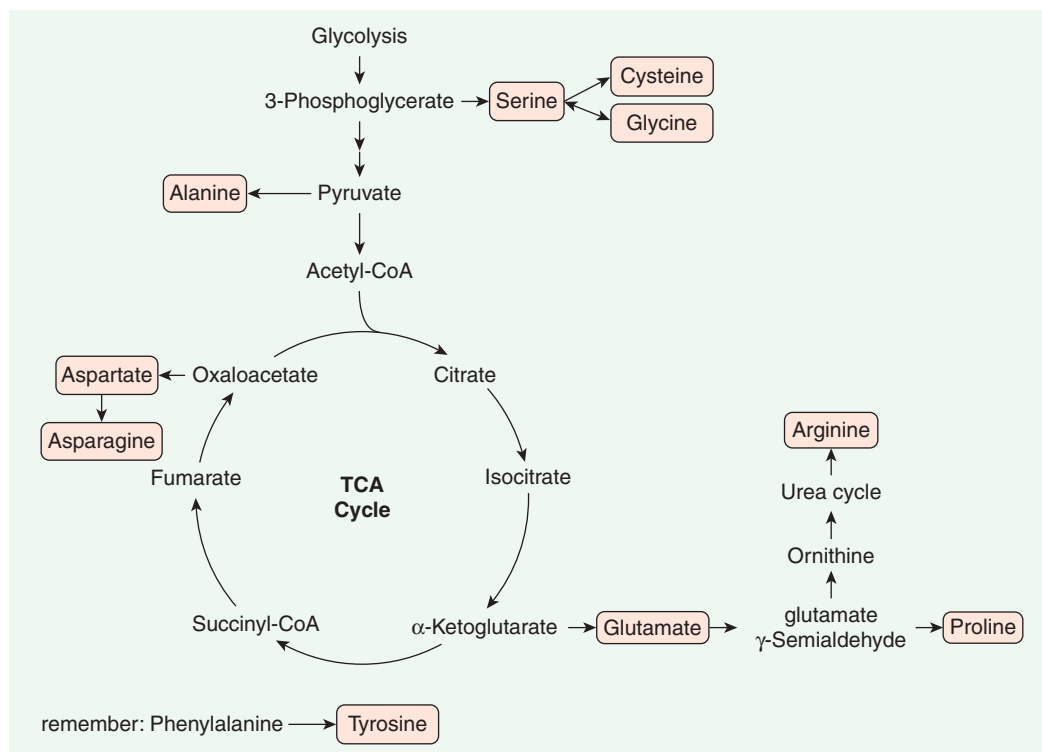 Glycolysis
3-Phosphoglycerate
Serine
Cysteine
Glycine
Alanine
Pyruvate
Acetyl-CoA
Aspartate
Oxaloacetate
Citrate
Asparagine
Arginine
Fumarate
TCA
Cycle
Isocitrate
Urea cycle
Ornithine
Succinyl-CoA
α-Ketoglutarate
Glutamate
glutamate
γ-Semialdehyde
Proline
remember: Phenylalanine
Tyrosine